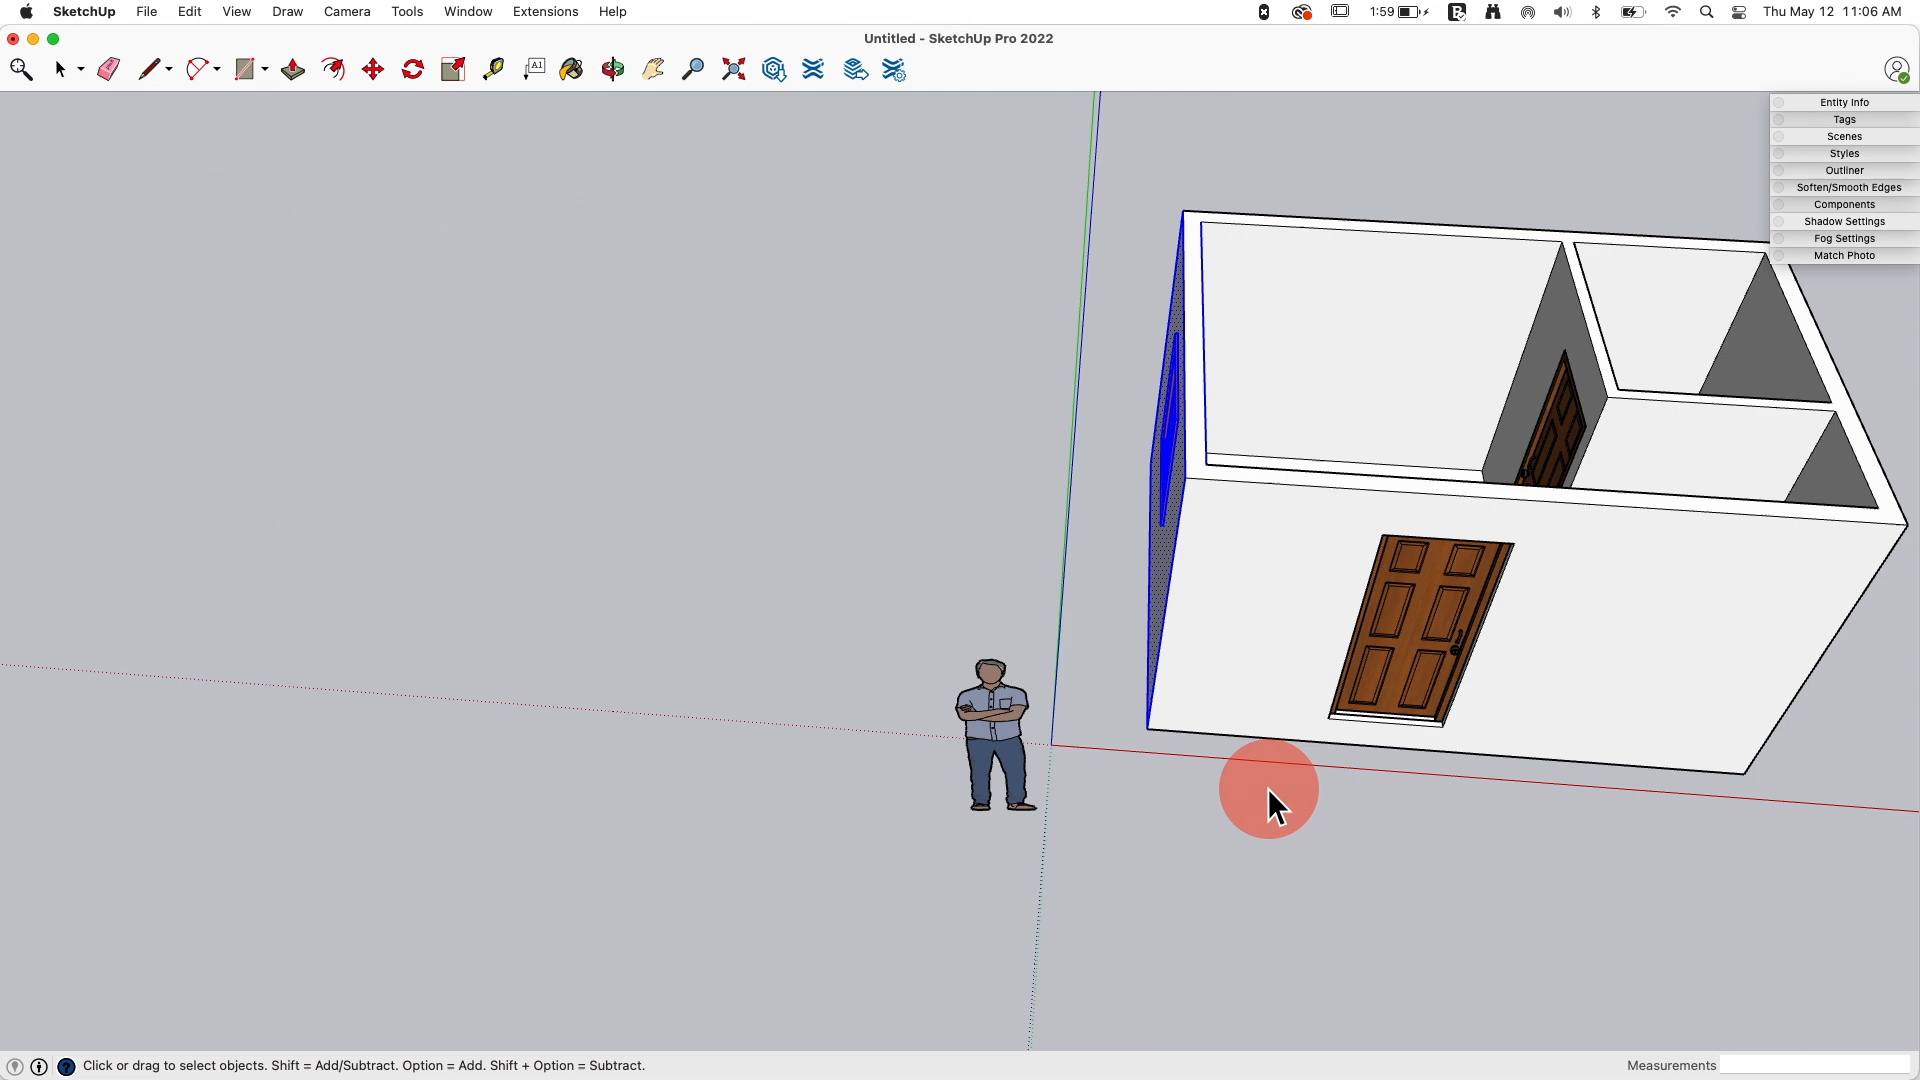 SketchUp File Edit View Draw Camera Tools Window Extensions Help 1:59 Thu May 12 11:06 AM
Untitled - SketchUp Pro 2022
A1
Entity Info
Tags
Scenes
Styles
Outliner
Soften/Smooth Edges
Components
Shadow Settings
Fog Settings
Match Photo
Click or drag to select objects. Shift = Add/Subtract. Option = Add. Shift + Option = Subtract. Measurements